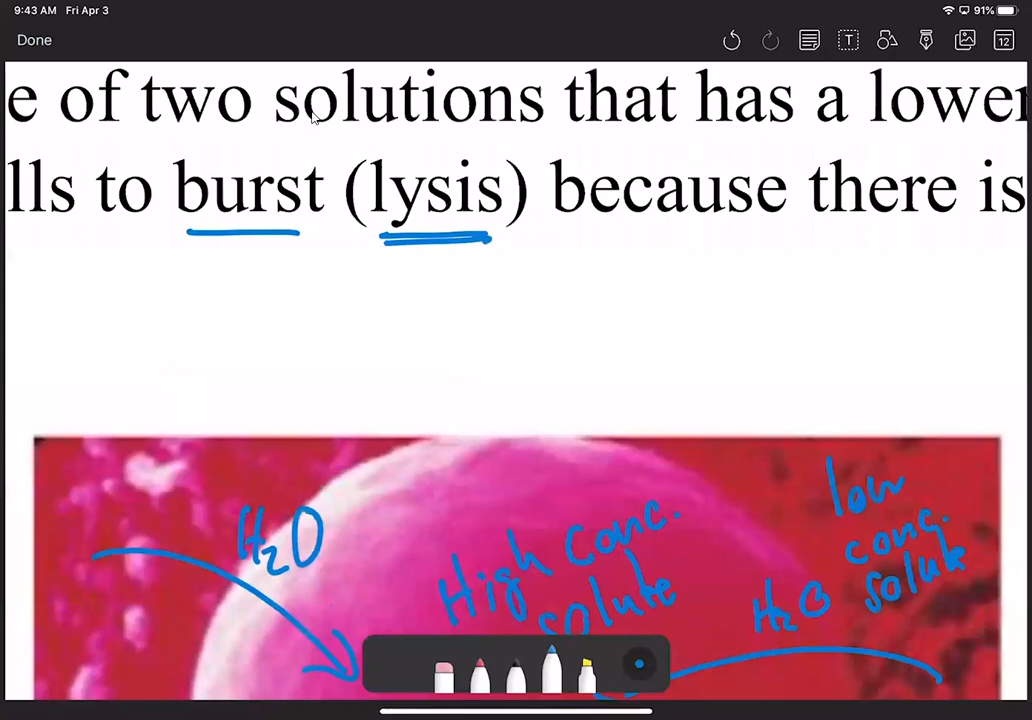 9:43 AM Fri Apr 3
91%
Done
T
12
e of two solutions that has a lower
lls to burst (lysis) because there is
H₂O
High conc.
solute
low
conc.
solute
H₂O